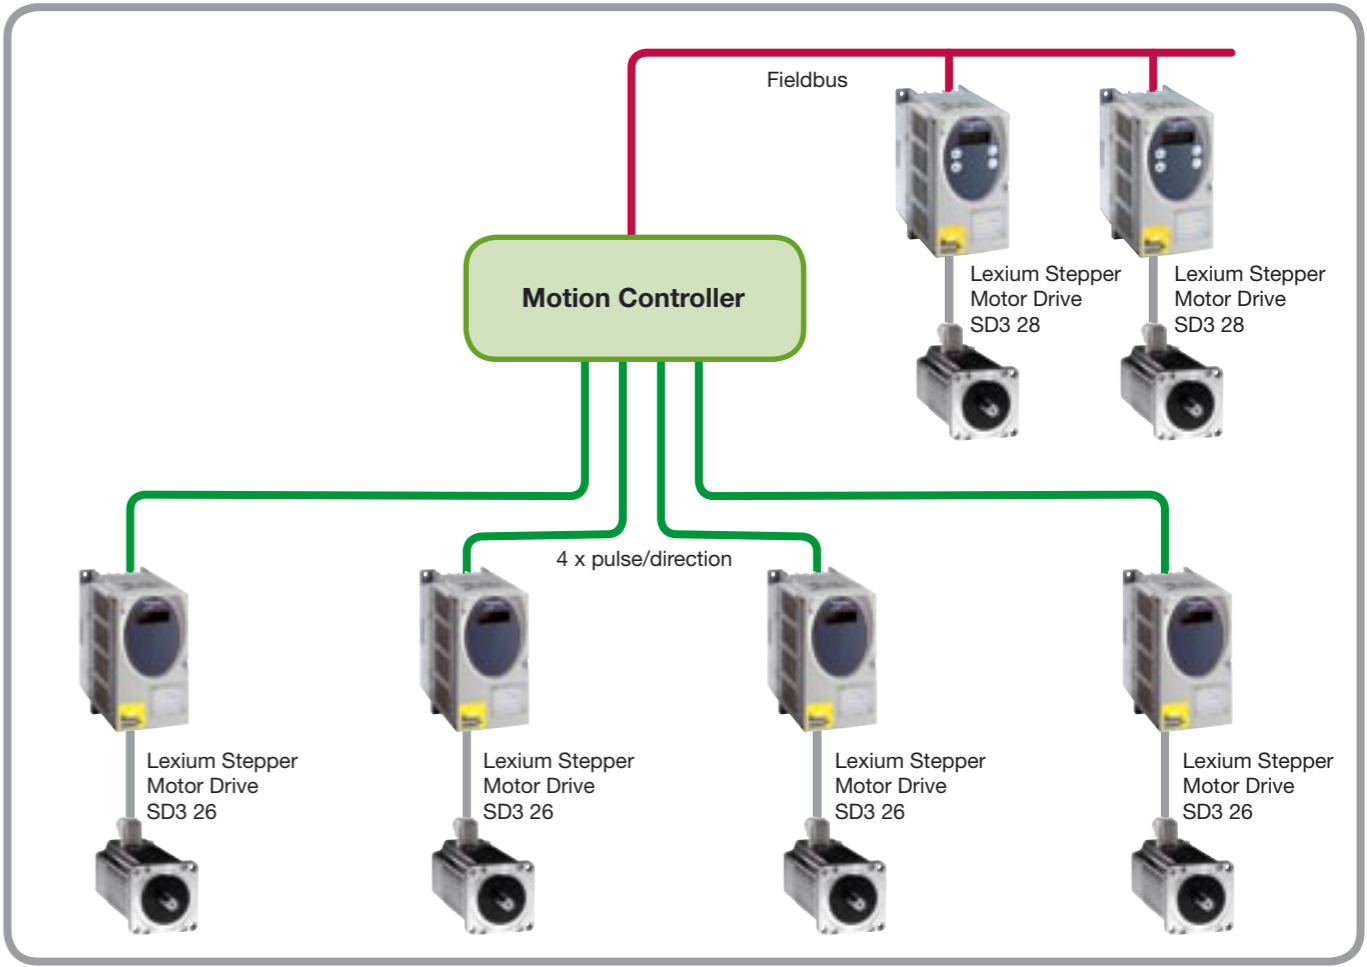 Fieldbus
Lexium Stepper
Motor Drive
SD3 28
Lexium Stepper
Motor Drive
SD3 28
Motion Controller
4 x pulse/direction
Lexium Stepper
Motor Drive
SD3 26
Lexium Stepper
Motor Drive
SD3 26
Lexium Stepper
Motor Drive
SD3 26
Lexium Stepper
Motor Drive
SD3 26